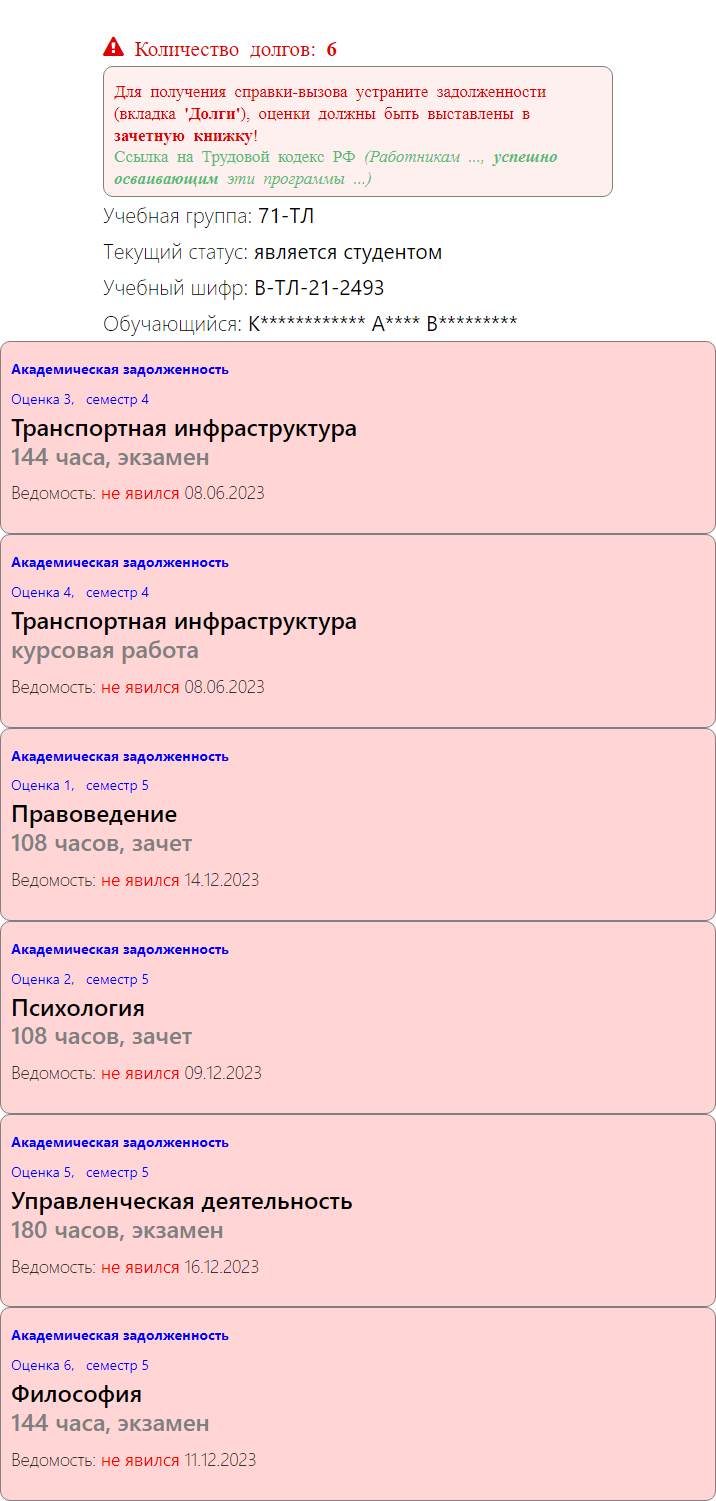 Количество долгов: 6
Для получения справки-вызова устраните задолженности
(вкладка 'Долги'), оценки должны быть выставлены в
зачетную книжку!
Ссылка на Трудовой кодекс РФ (Работникам ..., успешно
осваивающим эти программы ...)
Учебная группа: 71-ТЛ
Текущий статус: является студентом
Учебный шифр: В-ТЛ-21-2493
Обучающийся: К************ А**** В*********
Академическая задолженность
Оценка 3, семестр 4
Транспортная инфраструктура
144 часа, экзамен
Ведомость: не явился 08.06.2023
Академическая задолженность
Оценка 4, семестр 4
Транспортная инфраструктура
курсовая работа
Ведомость: не явился 08.06.2023
Академическая задолженность
Оценка 1, семестр 5
Правоведение
108 часов, зачет
Ведомость: не явился 14.12.2023
Академическая задолженность
Оценка 2, семестр 5
Психология
108 часов, зачет
Ведомость: не явился 09.12.2023
Академическая задолженность
Оценка 5, семестр 5
Управленческая деятельность
180 часов, экзамен
Ведомость: не явился 16.12.2023
Академическая задолженность
Оценка 6, семестр 5
Философия
144 часа, экзамен
Ведомость: не явился 11.12.2023